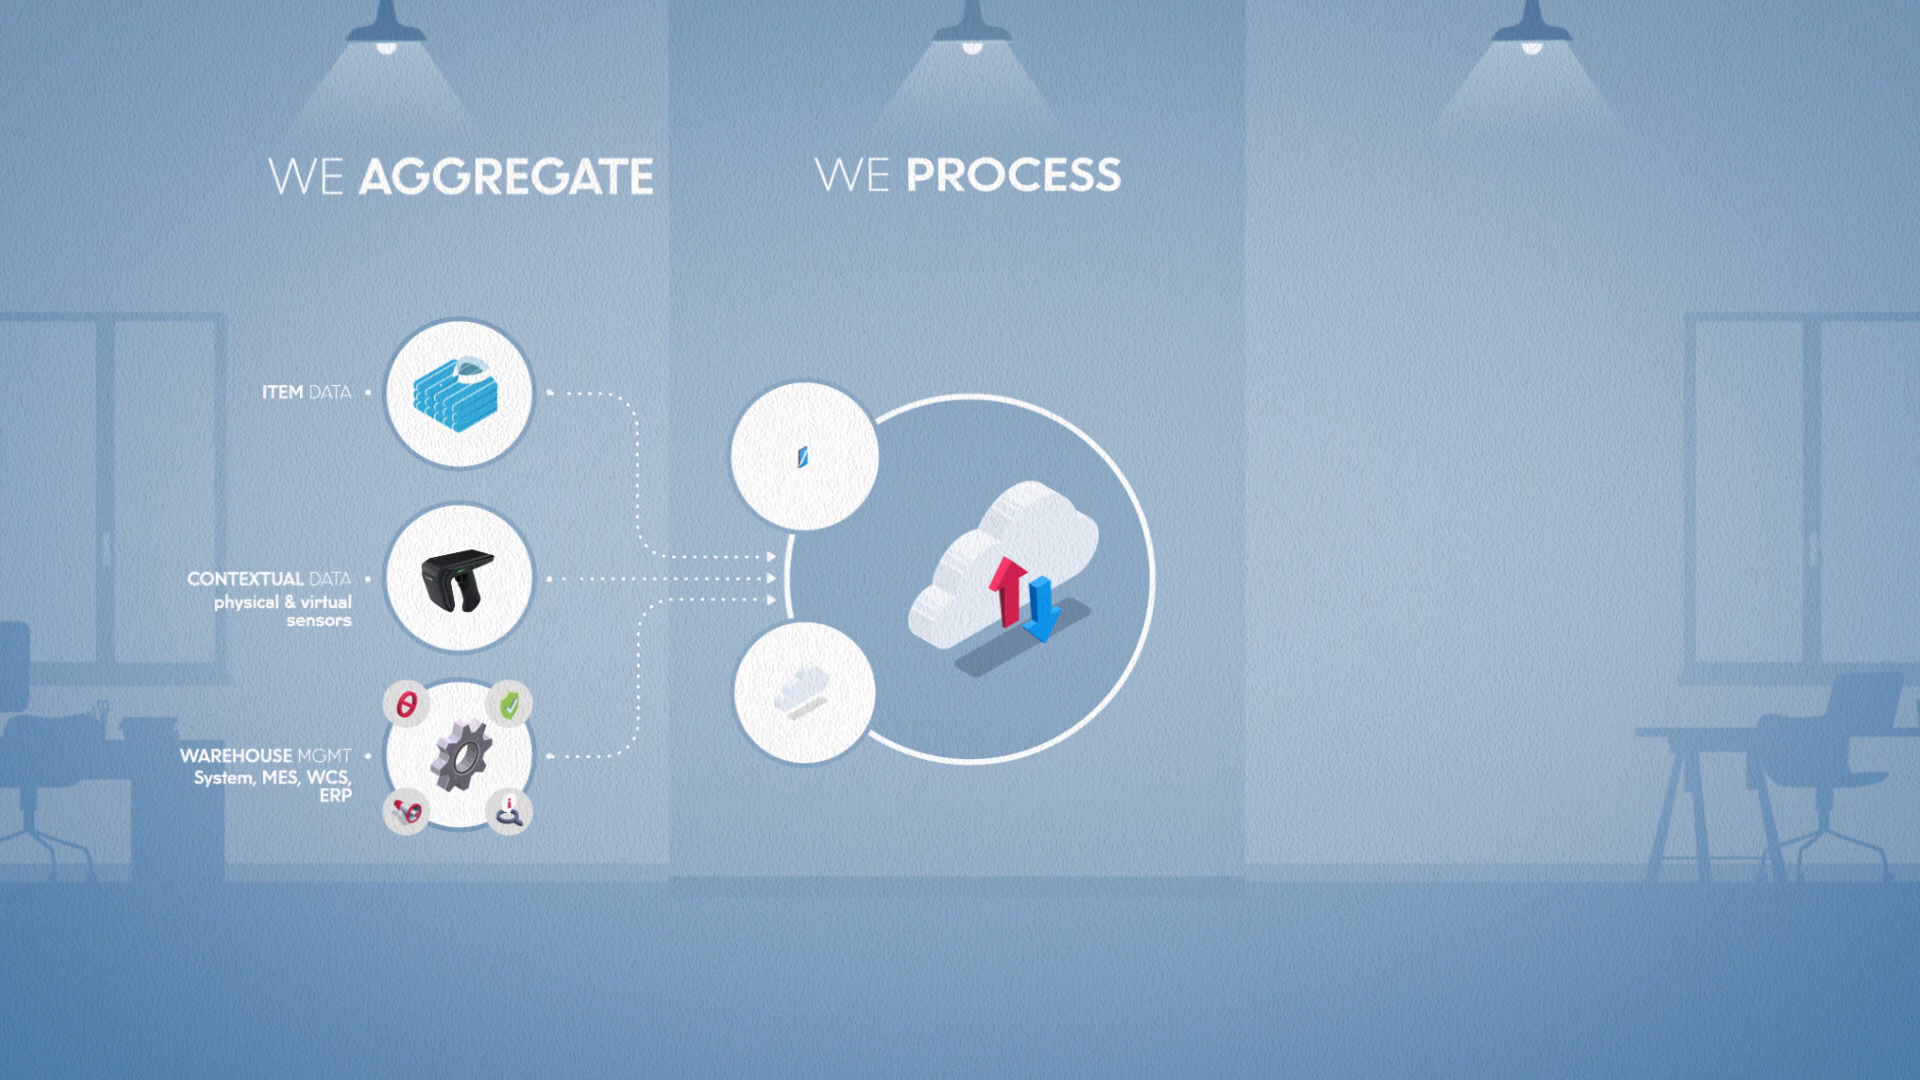 WE AGGREGATE
WE PROCESS
ITEM DATA
CONTEXTUAL DATA
physical & virtual
sensors
WAREHOUSE MGMT
System, MES, WCS,
ERP